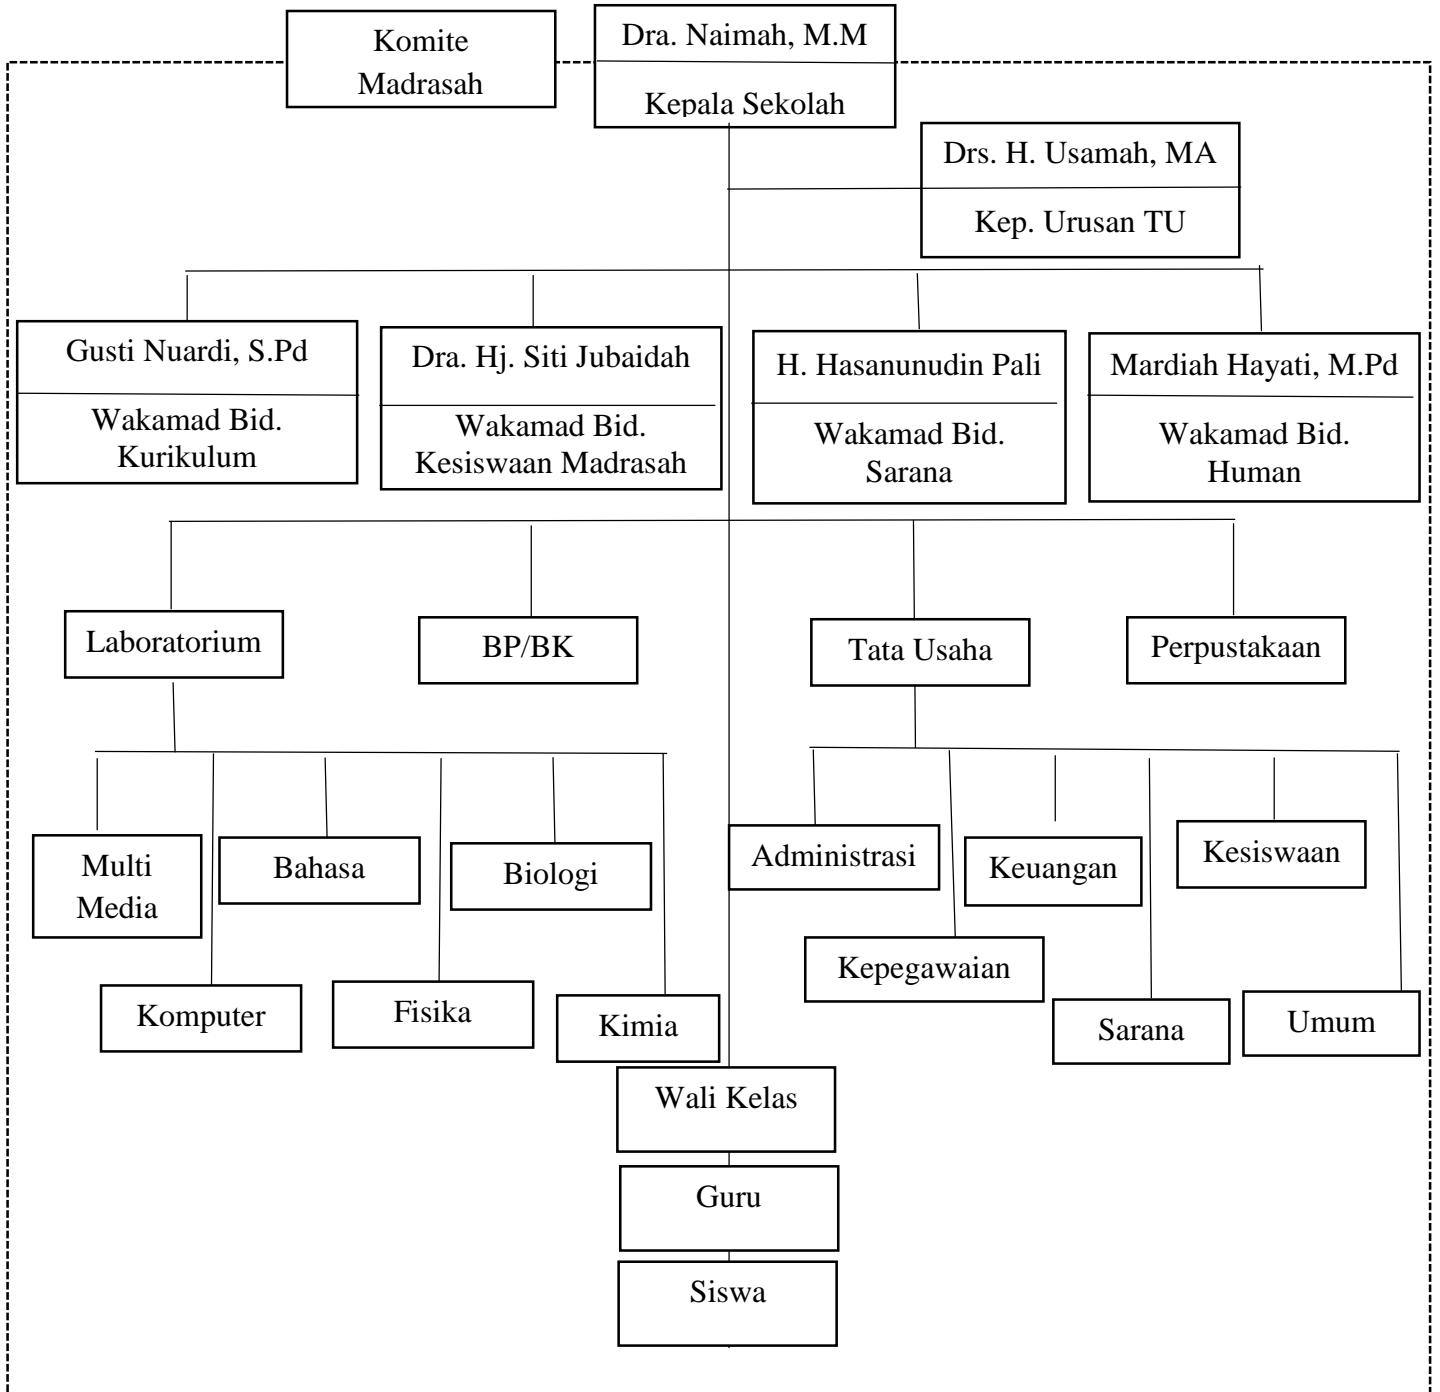 Komite
Madrasah
Dra. Naimah, M.M
Kepala Sekolah
Drs. H. Usamah, MA
Kep. Urusan TU
Gusti Nuardi, S.Pd
Wakamad Bid.
Kurikulum
Dra. Hj. Siti Jubaidah
Wakamad Bid.
Kesiswaan Madrasah
H. Hasanunudin Pali
Wakamad Bid.
Sarana
Mardiah Hayati, M.Pd
Wakamad Bid.
Human
Laboratorium
BP/BK
Tata Usaha
Perpustakaan
Multi
Media
Bahasa
Biologi
Administrasi
Keuangan
Kesiswaan
Komputer
Fisika
Kimia
Kepegawaian
Sarana
Umum
Wali Kelas
Guru
Siswa